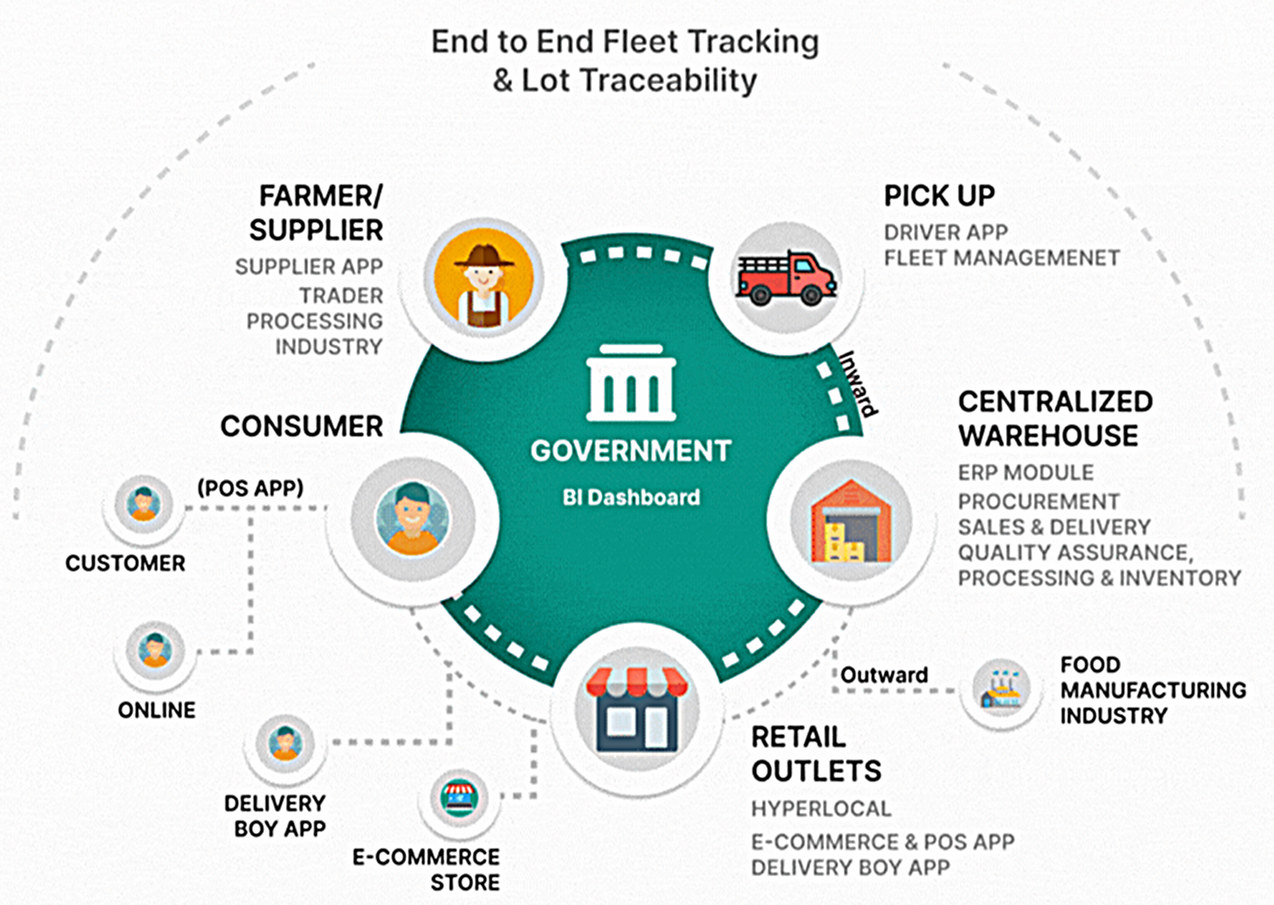 End to End Fleet Tracking
& Lot Traceability
FARMER/
SUPPLIER
SUPPLIER APP
TRADER
PROCESSING
INDUSTRY
PICK UP
DRIVER APP
FLEET MANAGEMENET
Inward
GOVERNMENT
BI Dashboard
CONSUMER
(POS APP)
CUSTOMER
ONLINE
DELIVERY
BOY APP
E-COMMERCE
STORE
CENTRALIZED
WAREHOUSE
ERP MODULE
PROCUREMENT
SALES & DELIVERY
QUALITY ASSURANCE,
PROCESSING & INVENTORY
Outward
FOOD
MANUFACTURING
INDUSTRY
RETAIL
OUTLETS
HYPERLOCAL
E-COMMERCE & POS APP
DELIVERY BOY APP